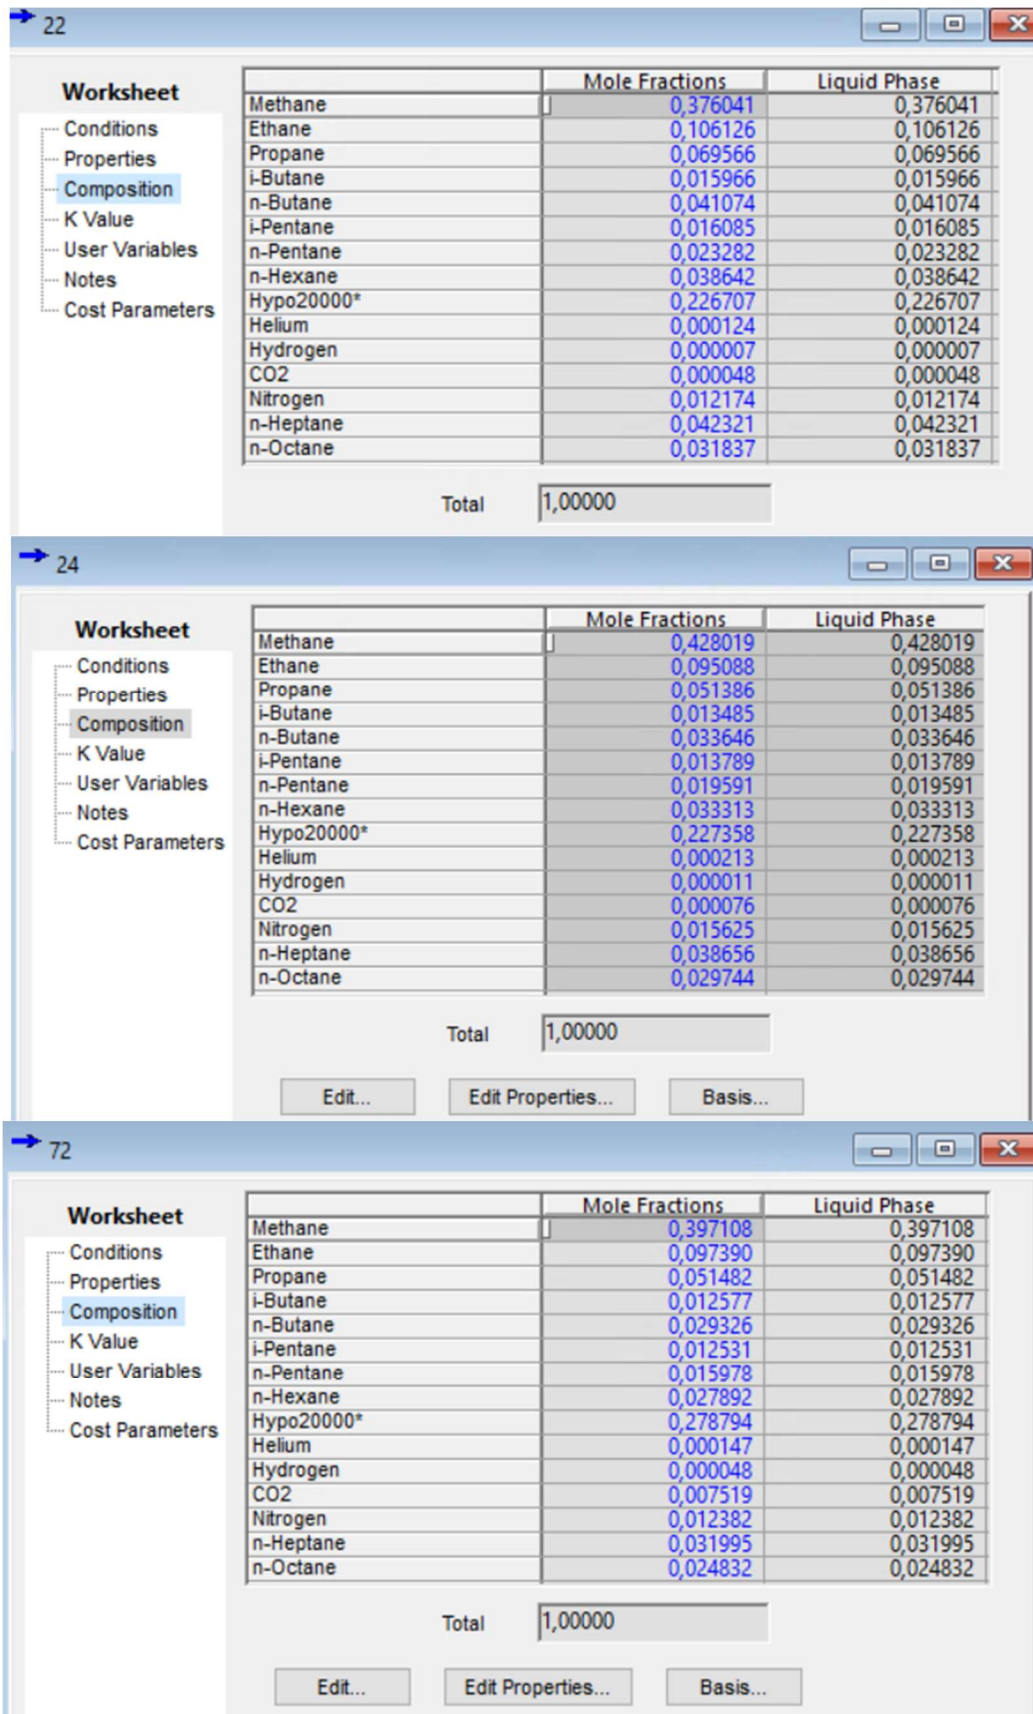 22
Worksheet
Conditions
Properties
Composition
K Value
User Variables
Notes
Cost Parameters
Mole Fractions Liquid Phase
Methane 0,376041 0,376041
Ethane 0,106126 0,106126
Propane 0,069566 0,069566
i-Butane 0,015966 0,015966
n-Butane 0,041074 0,041074
i-Pentane 0,016085 0,016085
n-Pentane 0,023282 0,023282
n-Hexane 0,038642 0,038642
Hypo20000* 0,226707 0,226707
Helium 0,000124 0,000124
Hydrogen 0,000007 0,000007
CO2 0,000048 0,000048
Nitrogen 0,012174 0,012174
n-Heptane 0,042321 0,042321
n-Octane 0,031837 0,031837
Total 1,00000
24
Worksheet
Conditions
Properties
Composition
K Value
User Variables
Notes
Cost Parameters
Mole Fractions Liquid Phase
Methane 0,428019 0,428019
Ethane 0,095088 0,095088
Propane 0,051386 0,051386
i-Butane 0,013485 0,013485
n-Butane 0,033646 0,033646
i-Pentane 0,013789 0,013789
n-Pentane 0,019591 0,019591
n-Hexane 0,033313 0,033313
Hypo20000* 0,227358 0,227358
Helium 0,000213 0,000213
Hydrogen 0,000011 0,000011
CO2 0,000076 0,000076
Nitrogen 0,015625 0,015625
n-Heptane 0,038656 0,038656
n-Octane 0,029744 0,029744
Total 1,00000
Edit... Edit Properties... Basis...
72
Worksheet
Conditions
Properties
Composition
K Value
User Variables
Notes
Cost Parameters
Mole Fractions Liquid Phase
Methane 0,397108 0,397108
Ethane 0,097390 0,097390
Propane 0,051482 0,051482
i-Butane 0,012577 0,012577
n-Butane 0,029326 0,029326
i-Pentane 0,012531 0,012531
n-Pentane 0,015978 0,015978
n-Hexane 0,027892 0,027892
Hypo20000* 0,278794 0,278794
Helium 0,000147 0,000147
Hydrogen 0,000048 0,000048
CO2 0,007519 0,007519
Nitrogen 0,012382 0,012382
n-Heptane 0,031995 0,031995
n-Octane 0,024832 0,024832
Total 1,00000
Edit... Edit Properties... Basis...